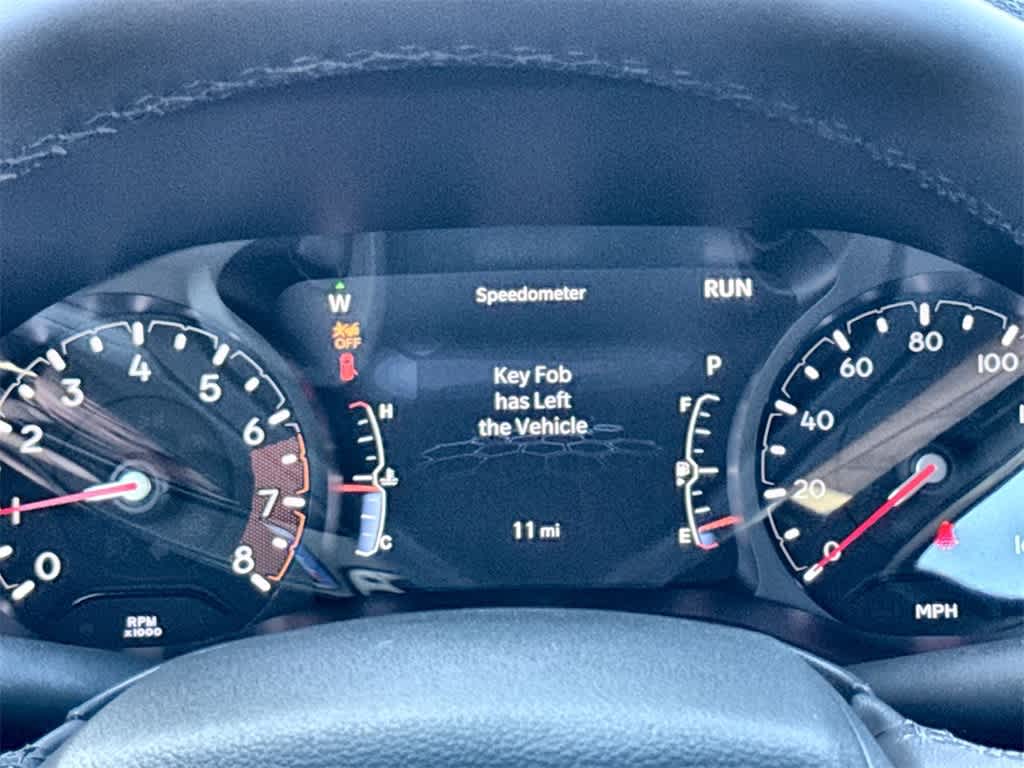 W
Speedometer
RUN
OFF
P
Key Fob
has Left
the Vehicle
11 mi
H
C
F
E
0
1
2
3
4
5
6
7
8
RPM
x1000
0
20
40
60
80
100
MPH